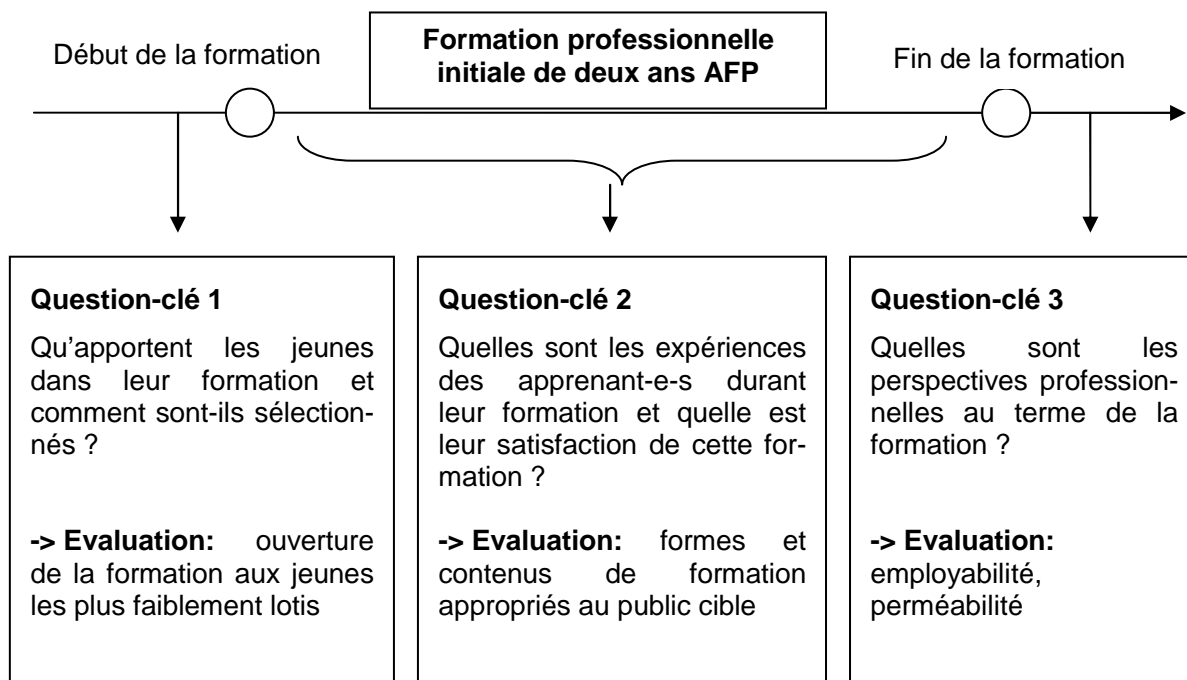 Début de la formation
Formation professionnelle
initiale de deux ans AFP
Fin de la formation
Question-clé 1
Qu’apportent les jeunes
dans leur formation et
comment sont-ils sélection-
nés ?
-> Evaluation: ouverture
de la formation aux jeunes
les plus faiblement lotis
Question-clé 2
Quelles sont les expériences
des apprenant-e-s durant
leur formation et quelle est
leur satisfaction de cette for-
mation ?
-> Evaluation: formes et
contenus de formation
appropriés au public cible
Question-clé 3
Quelles sont les
perspectives profession-
nelles au terme de la
formation ?
-> Evaluation:
employabilité,
perméabilité